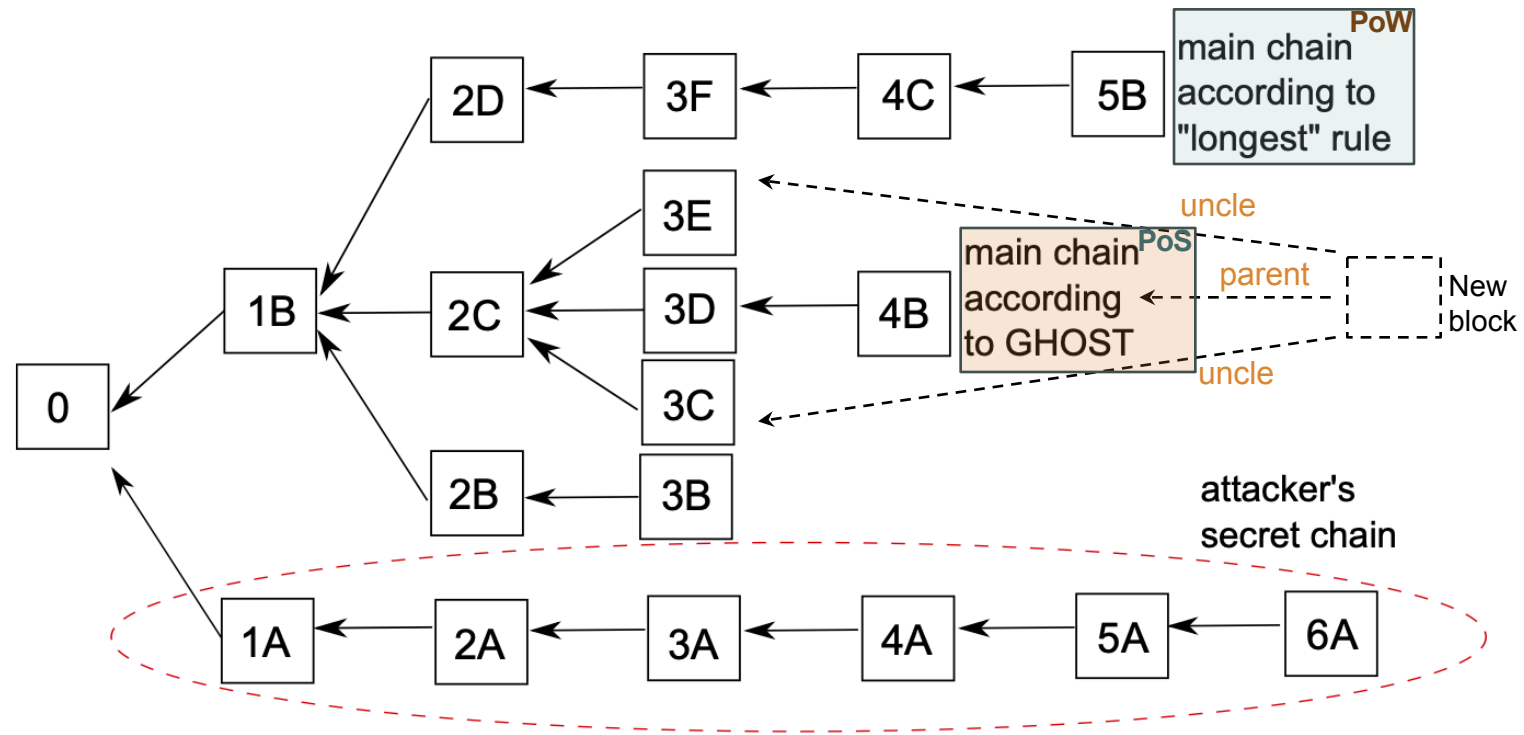 PoW
main chain
according to
"longest" rule
2D
3F
4C
5B
3E
uncle
PoS
main chain
according
to GHOST
parent
New
block
1B
2C
3D
4B
uncle
0
3C
2B
3B
attacker's
secret chain
1A
2A
3A
4A
5A
6A